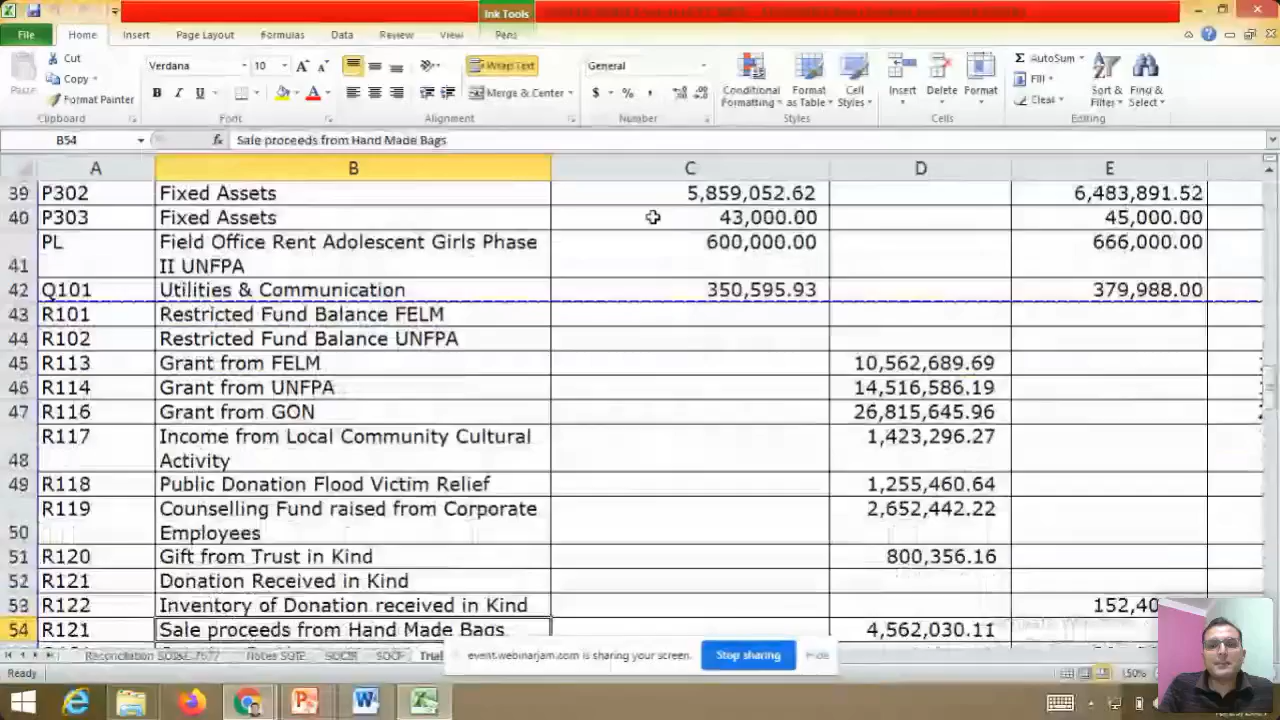 Ink Tools
File Home Insert Page Layout Formulas Data Review View Pens
Cut
Copy
Format Painter
Paste
Verdana 10
B I U A
Wrap Text
Merge & Center
General
$ % ,
Conditional Formatting
Format as Table
Cell Styles
Insert Delete Format
Σ AutoSum
Fill
Clear
Sort & Filter
Find & Select
Clipboard Font Alignment Number Styles Cells Editing
B54 fx Sale proceeds from Hand Made Bags
A B C D E
39 P302 Fixed Assets 5,859,052.62 6,483,891.52
40 P303 Fixed Assets 43,000.00 45,000.00
PL Field Office Rent Adolescent Girls Phase 600,000.00 666,000.00
41 II UNFPA
42 Q101 Utilities & Communication 350,595.93 379,988.00
43 R101 Restricted Fund Balance FELM
44 R102 Restricted Fund Balance UNFPA
45 R113 Grant from FELM 10,562,689.69
46 R114 Grant from UNFPA 14,516,586.19
47 R116 Grant from GON 26,815,645.96
R117 Income from Local Community Cultural 1,423,296.27
48 Activity
49 R118 Public Donation Flood Victim Relief 1,255,460.64
R119 Counselling Fund raised from Corporate 2,652,442.22
50 Employees
51 R120 Gift from Trust in Kind 800,356.16
52 R121 Donation Received in Kind
53 R122 Inventory of Donation received in Kind 152,40
54 R121 Sale proceeds from Hand Made Bags 4,562,030.11
Notes SOTE SOCIR SOCF Trial
event.webinarjam.com is sharing your screen. Stop sharing Hide
Ready 150%